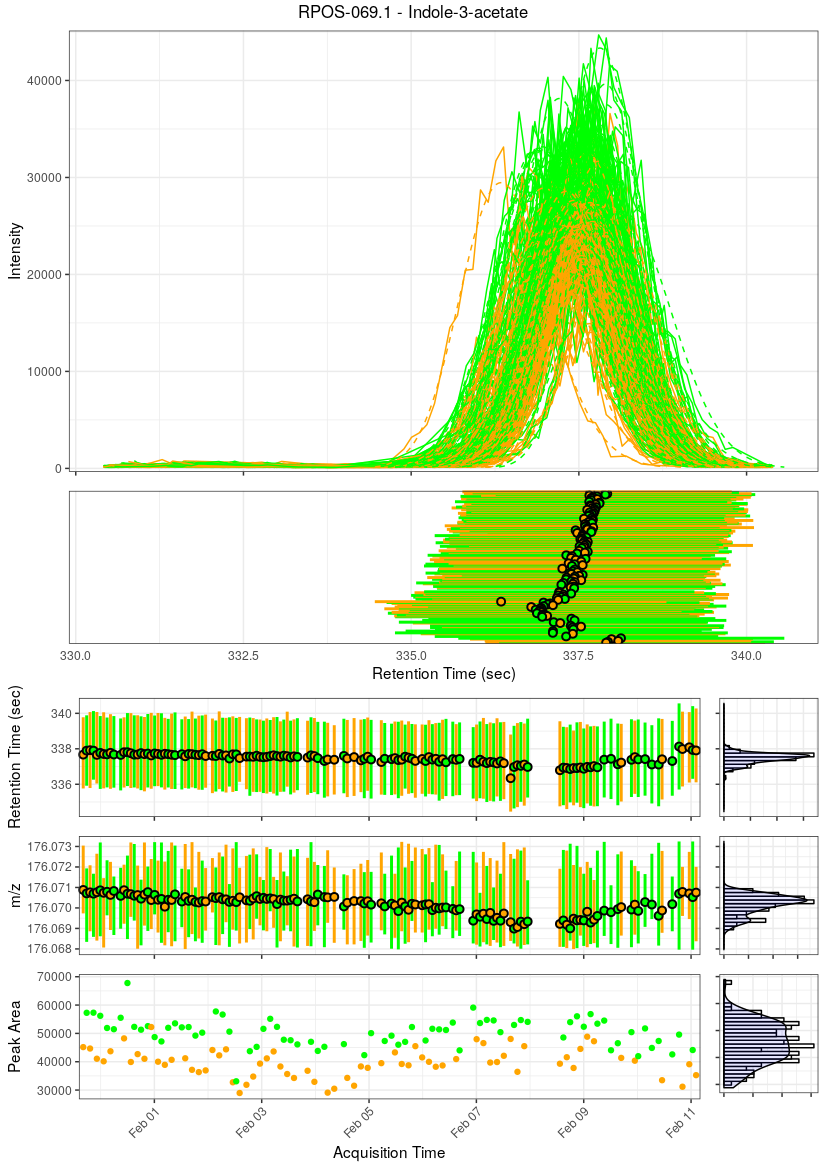 RPOS-069.1 - Indole-3-acetate
Intensity
40000
30000
20000
10000
0
330.0 332.5 335.0 337.5 340.0
Retention Time (sec)
Retention Time (sec)
340
338
336
m/z
176.073
176.072
176.071
176.070
176.069
176.068
Peak Area
70000
60000
50000
40000
30000
Feb 01 Feb 03 Feb 05 Feb 07 Feb 09 Feb 11
Acquisition Time